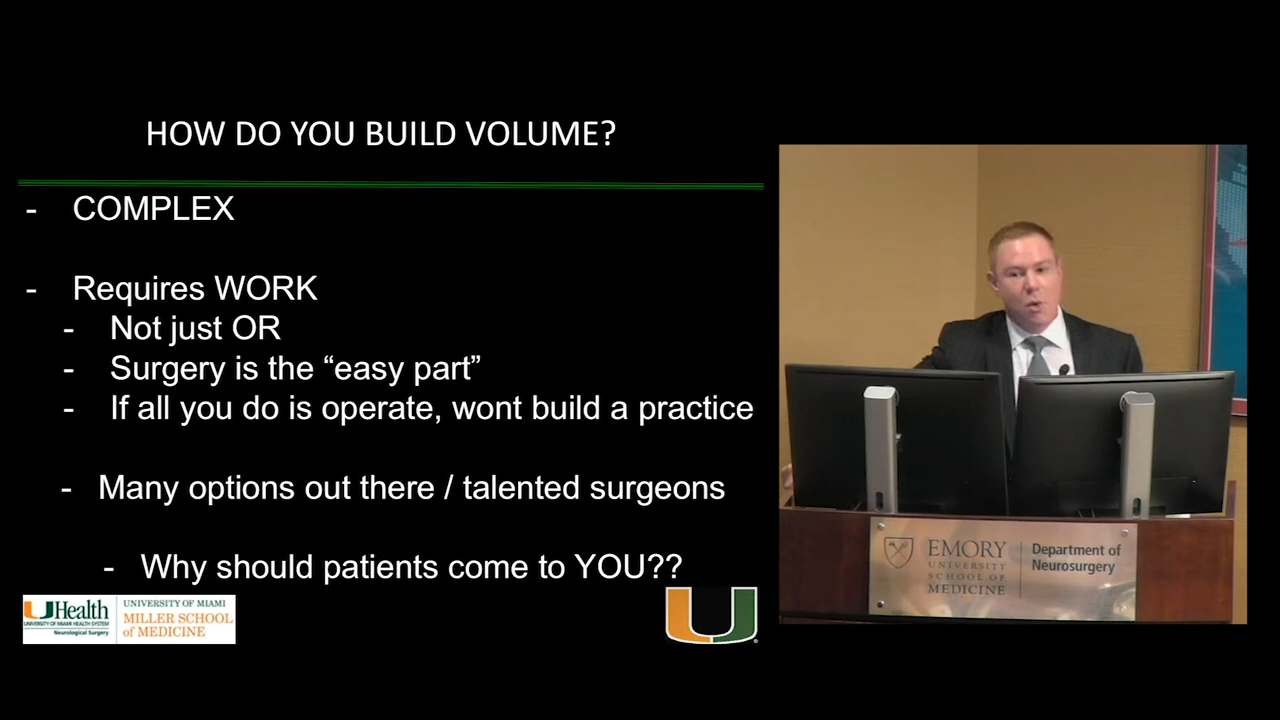 HOW DO YOU BUILD VOLUME?
- COMPLEX
- Requires WORK
- Not just OR
- Surgery is the “easy part”
- If all you do is operate, wont build a practice
- Many options out there / talented surgeons
- Why should patients come to YOU??
UHealth
UNIVERSITY OF MIAMI HEALTH SYSTEM
Neurological Surgery
UNIVERSITY OF MIAMI
MILLER SCHOOL
of MEDICINE
EMORY
UNIVERSITY
SCHOOL OF
MEDICINE
Department of
Neurosurgery